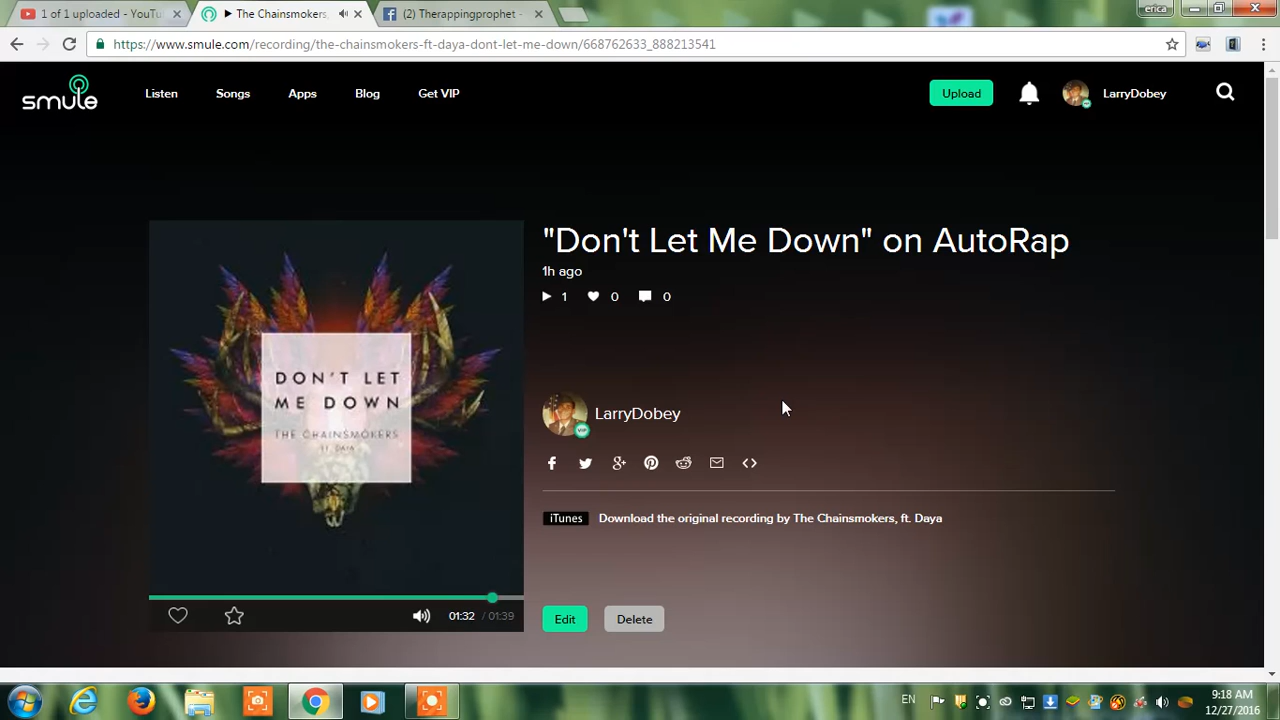 1 of 1 uploaded - YouTu
The Chainsmokers,
(2) Therappingprophet -
erica
https://www.smule.com/recording/the-chainsmokers-ft-daya-dont-let-me-down/668762633_888213541
smule
Listen
Songs
Apps
Blog
Get VIP
Upload
LarryDobey
"Don't Let Me Down" on AutoRap
1h ago
1
0
0
DON'T LET
ME DOWN
THE CHAINSMOKERS
FT. DAYA
LarryDobey
VIP
iTunes Download the original recording by The Chainsmokers, ft. Daya
01:32 / 01:39
Edit
Delete
EN
9:18 AM
12/27/2016